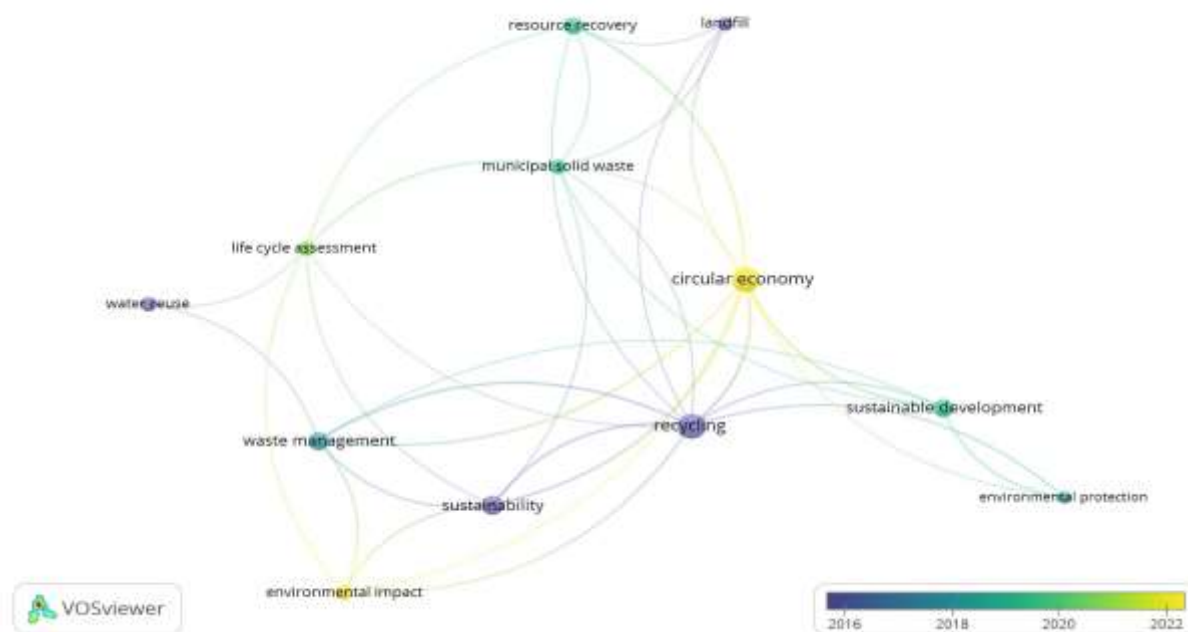 resource recovery
landfill
municipal solid waste
life cycle assessment
circular economy
water reuse
sustainable development
recycling
waste management
environmental protection
sustainability
environmental impact
VOSviewer
2016 2018 2020 2022